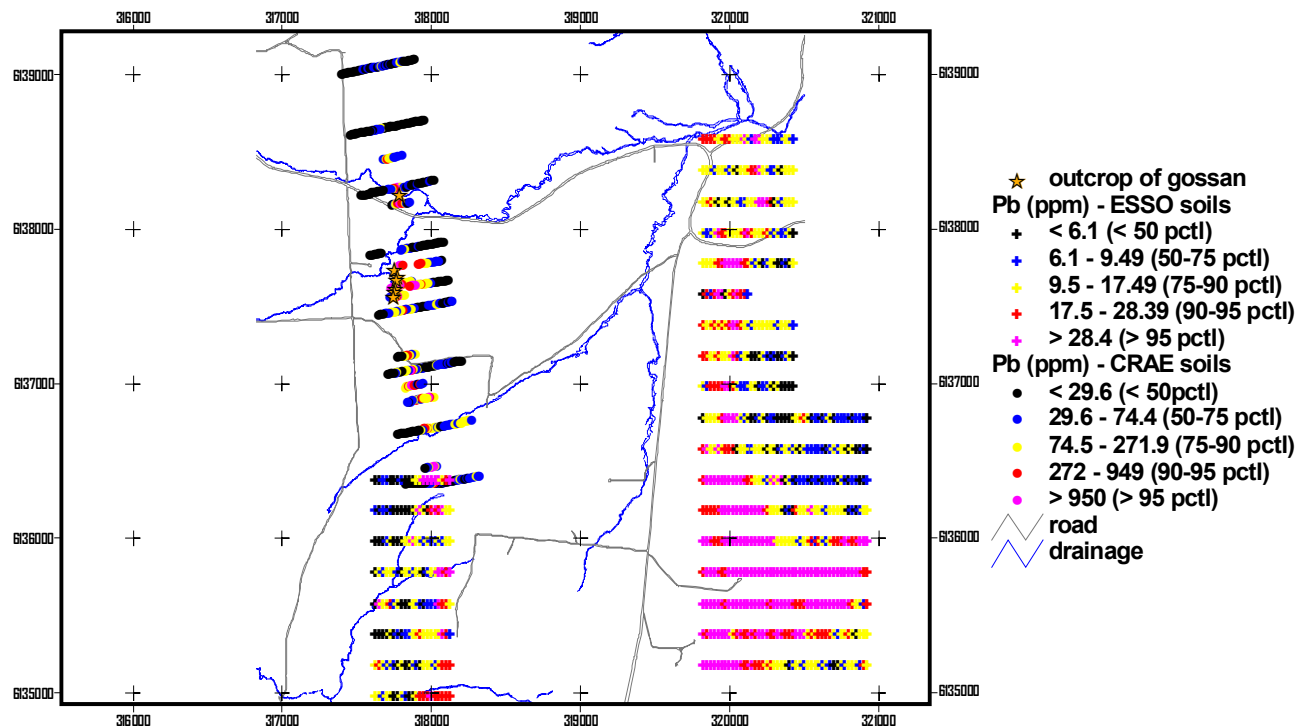 316000 317000 318000 319000 320000 321000
6139000 6139000
6138000 6138000
6137000 6137000
6136000 6136000
6135000 6135000
316000 317000 318000 319000 320000 321000
outcrop of gossan
Pb (ppm) - ESSO soils
< 6.1 (< 50 pctl)
6.1 - 9.49 (50-75 pctl)
9.5 - 17.49 (75-90 pctl)
17.5 - 28.39 (90-95 pctl)
> 28.4 (> 95 pctl)
Pb (ppm) - CRAE soils
< 29.6 (< 50pctl)
29.6 - 74.4 (50-75 pctl)
74.5 - 271.9 (75-90 pctl)
272 - 949 (90-95 pctl)
> 950 (> 95 pctl)
road
drainage